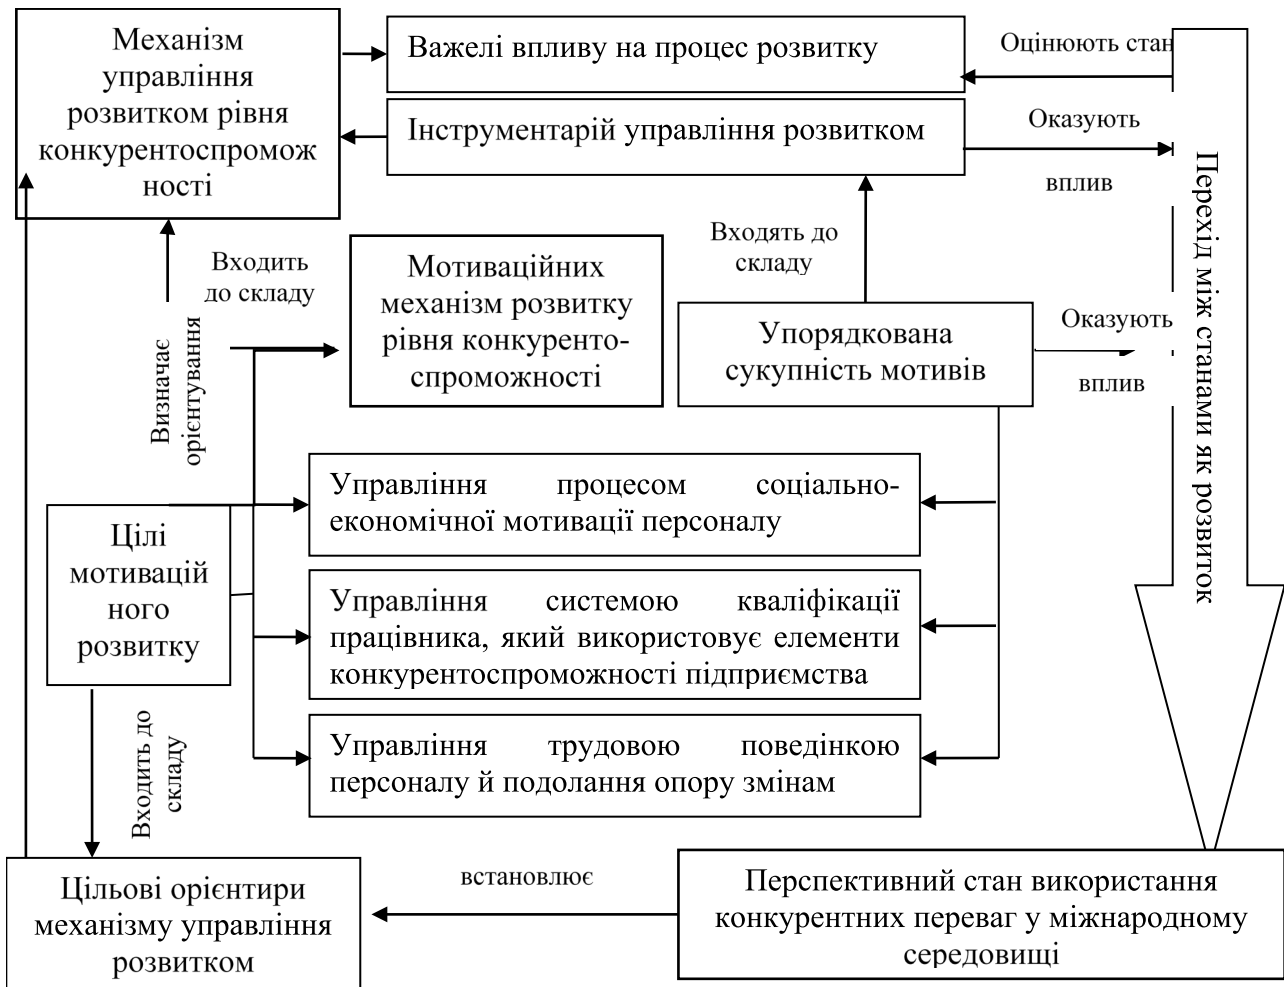 Механізм
управління
розвитком рівня
конкурентоспромож
ності
Важелі впливу на процес розвитку
Оцінюють стан
Інструментарій управління розвитком
Оказують
вплив
Перехід між станами як розвиток
Входить
до складу
Визначає
орієнтування
Мотиваційних
механізм розвитку
рівня конкуренто-
спроможності
Входять до
складу
Упорядкована
сукупність мотивів
Оказують
вплив
Управління процесом соціально-
економічної мотивації персоналу
Цілі
мотивацій
ного
розвитку
Управління системою кваліфікації
працівника, який використовує елементи
конкурентоспроможності підприємства
Входить до
складу
Управління трудовою поведінкою
персоналу й подолання опору змінам
Цільові орієнтири
механізму управління
розвитком
встановлює
Перспективний стан використання
конкурентних переваг у міжнародному
середовищі